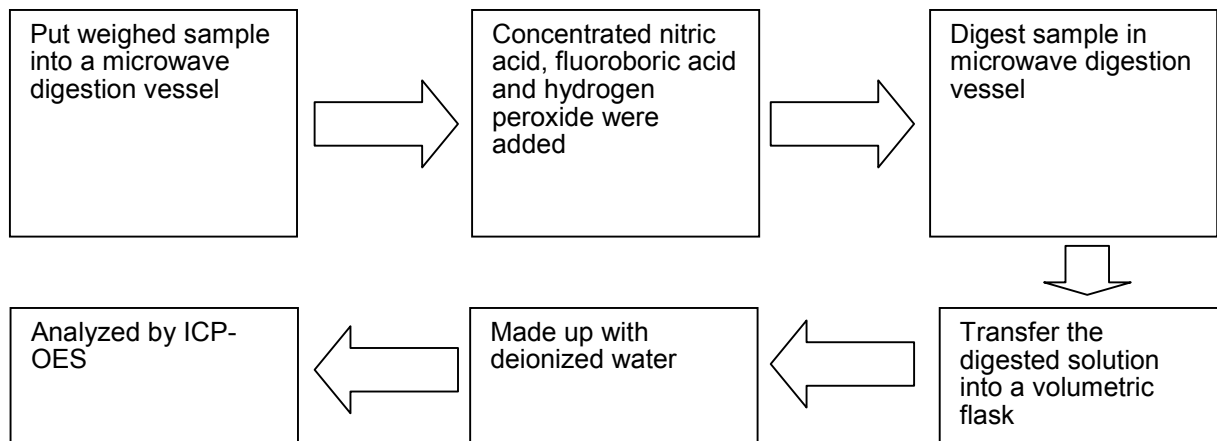 Put weighed sample
into a microwave
digestion vessel
Concentrated nitric
acid, fluoroboric acid
and hydrogen
peroxide were
added
Digest sample in
microwave digestion
vessel
Transfer the
digested solution
into a volumetric
flask
Made up with
deionized water
Analyzed by ICP-
OES